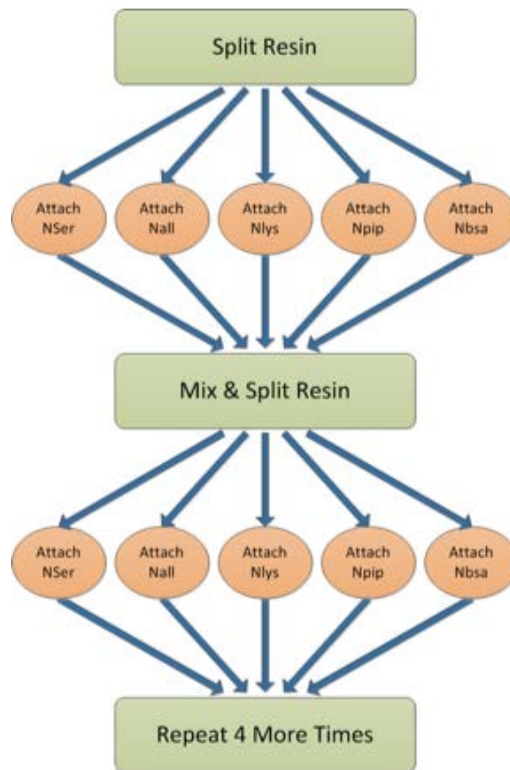 Split Resin
Attach
NSer
Attach
Nall
Attach
Nlys
Attach
Npip
Attach
Nbsa
Mix & Split Resin
Attach
NSer
Attach
Nall
Attach
Nlys
Attach
Npip
Attach
Nbsa
Repeat 4 More Times